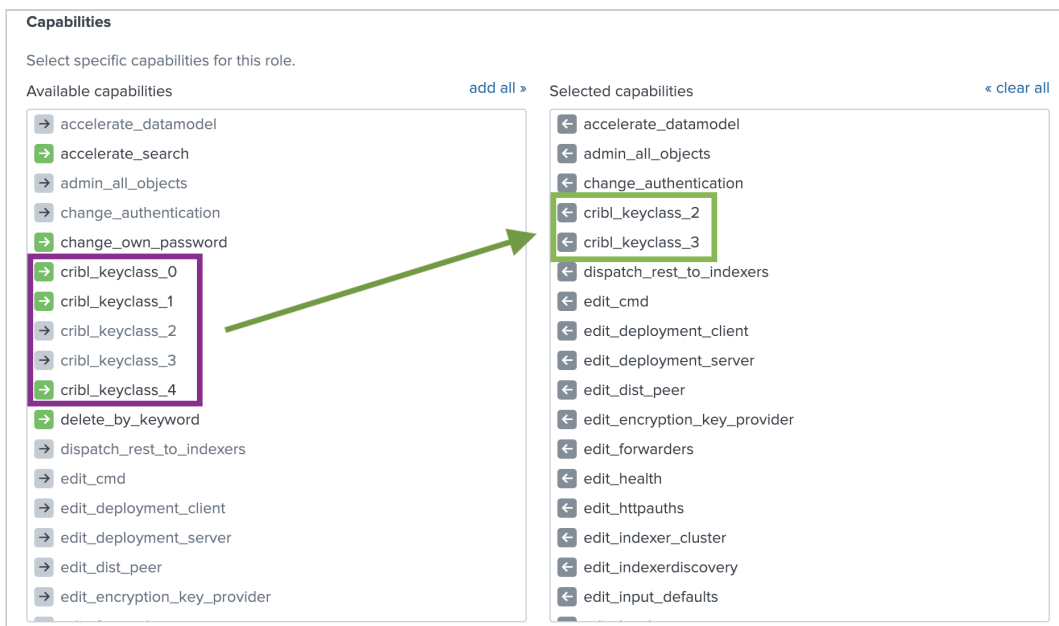 Capabilities
Select specific capabilities for this role.
Available capabilities
add all »
accelerate_datamodel
accelerate_search
admin_all_objects
change_authentication
change_own_password
cribl_keyclass_0
cribl_keyclass_1
cribl_keyclass_2
cribl_keyclass_3
cribl_keyclass_4
delete_by_keyword
dispatch_rest_to_indexers
edit_cmd
edit_deployment_client
edit_deployment_server
edit_dist_peer
edit_encryption_key_provider
Selected capabilities
« clear all
accelerate_datamodel
admin_all_objects
change_authentication
cribl_keyclass_2
cribl_keyclass_3
dispatch_rest_to_indexers
edit_cmd
edit_deployment_client
edit_deployment_server
edit_dist_peer
edit_encryption_key_provider
edit_forwarders
edit_health
edit_httpauths
edit_indexer_cluster
edit_indexerdiscovery
edit_input_defaults